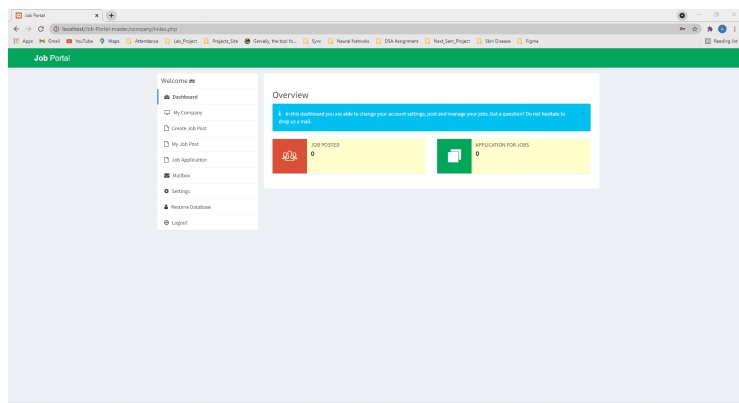 Job Portal
localhost/Job-Portal-master/company/index.php
Apps
Gmail
YouTube
Maps
Attendance
Lab_Project
Projects_Site
Genially, the tool fo...
Sync
Neural Networks
DSA Assignment
Next_Sem_Project
Skin Disease
Figma
Reading list
Job Portal
Welcome m
Dashboard
My Company
Create Job Post
My Job Post
Job Application
Mailbox
Settings
Resume Database
Logout
Overview
In this dashboard you are able to change your account settings, post and manage your jobs. Got a question? Do not hesitate to
drop us a mail.
JOB POSTED
0
APPLICATION FOR JOBS
0